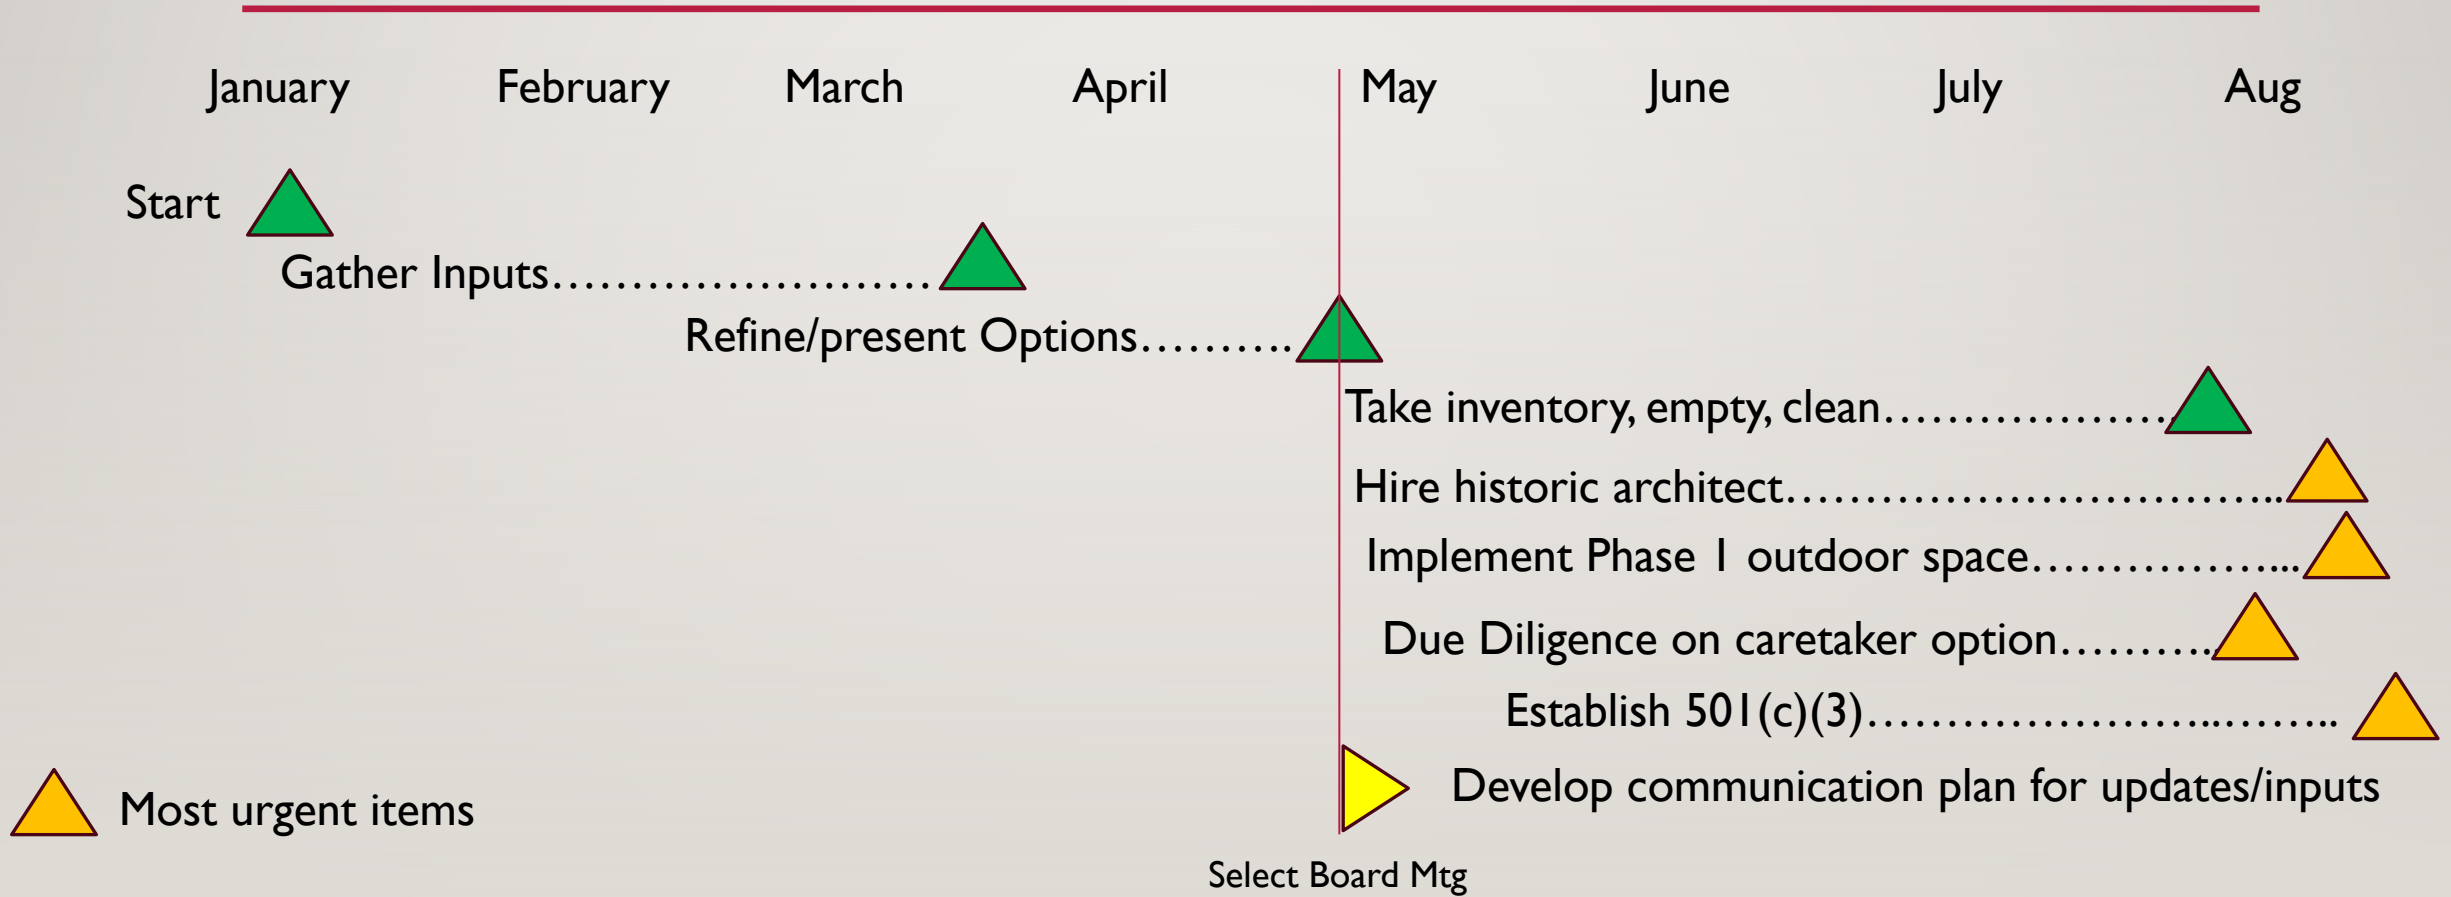 January February March April May June July Aug
Start
Gather Inputs……………………
Refine/present Options……….
Take inventory, empty, clean……………….
Hire historic architect…………………………..
Implement Phase 1 outdoor space……………...
Due Diligence on caretaker option……….
Establish 501(c)(3)…………………...……..
Develop communication plan for updates/inputs
Most urgent items
Select Board Mtg